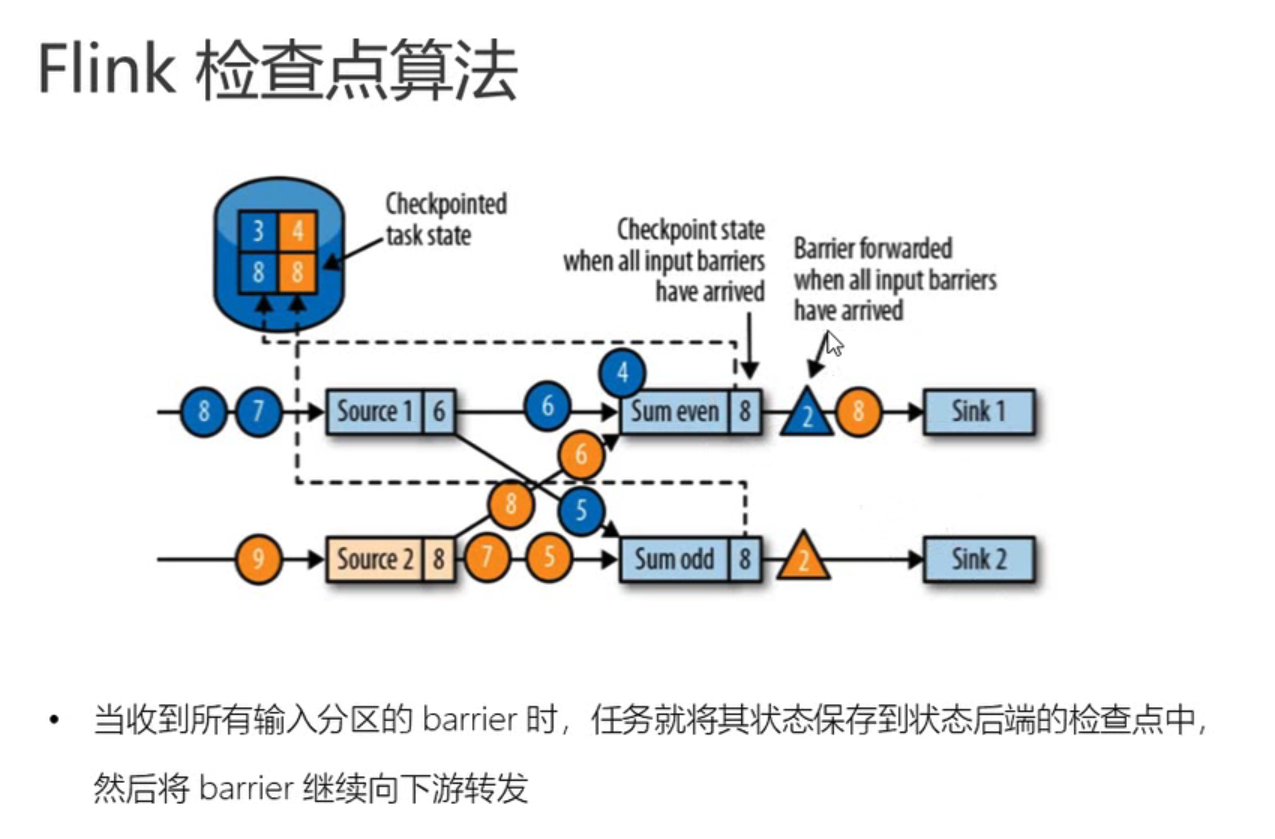 Flink 检查点算法
Checkpointed
task state
3 4
8 8
Checkpoint state
when all input barriers
have arrived
Barrier forwarded
when all input barriers
have arrived
4
8 7 Source 1 6 6 Sum even 8 2 8 Sink 1
6
8 5
9 Source 2 8 7 5 Sum odd 8 2 Sink 2
• 当收到所有输入分区的 barrier 时，任务就将其状态保存到状态后端的检查点中，
然后将 barrier 继续向下游转发